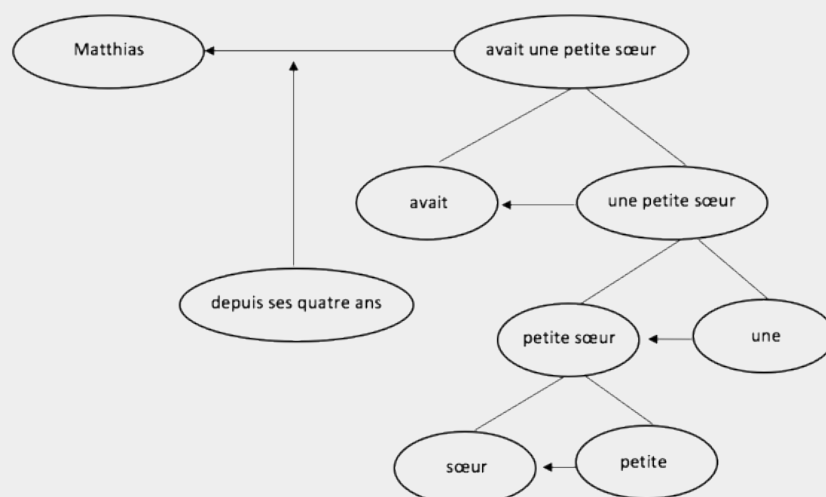 Matthias
avait une petite sœur
avait
une petite sœur
depuis ses quatre ans
petite sœur
une
sœur
petite